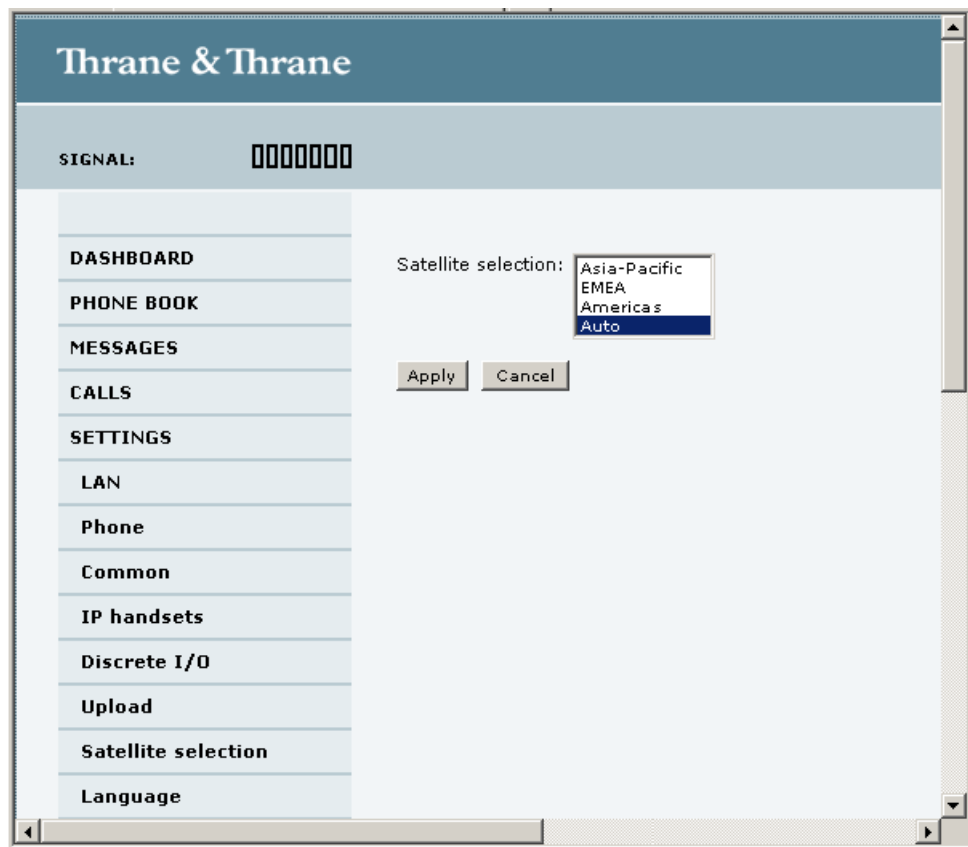 Thrane & Thrane
SIGNAL:
DASHBOARD
PHONE BOOK
MESSAGES
CALLS
SETTINGS
LAN
Phone
Common
IP handsets
Discrete I/O
Upload
Satellite selection
Language
Satellite selection:
Asia-Pacific
EMEA
Americas
Auto
Apply Cancel